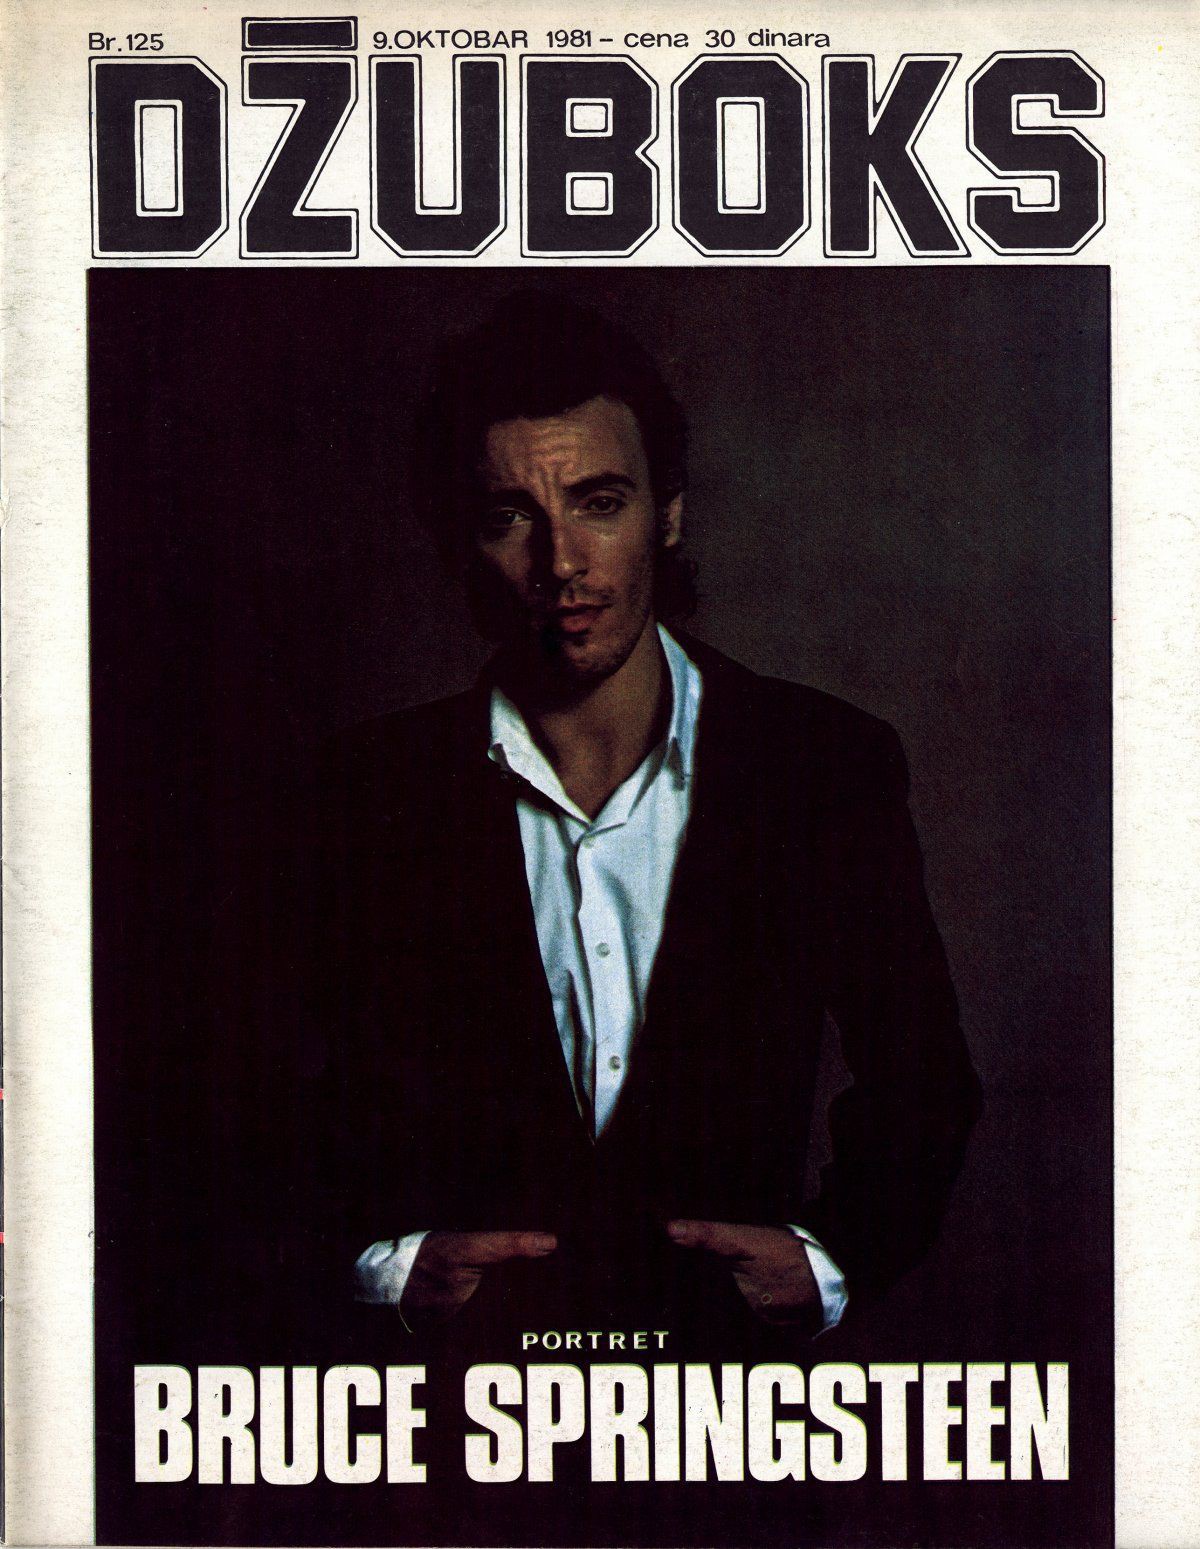 Br.125
9.OKTOBAR 1981 – cena 30 dinara
DŽUBOKS
PORTRET
BRUCE SPRINGSTEEN